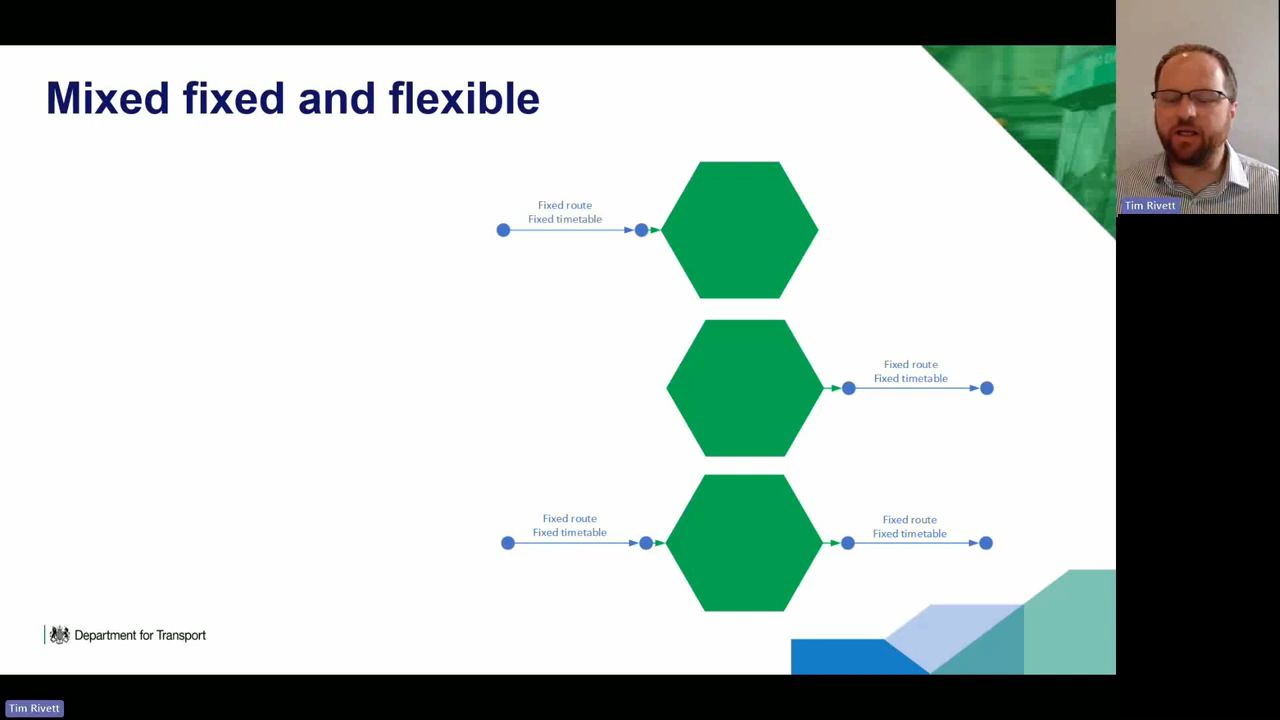 Mixed fixed and flexible
Fixed route
Fixed timetable
Fixed route
Fixed timetable
Fixed route
Fixed timetable
Fixed route
Fixed timetable
Department for Transport
Tim Rivett
Tim Rivett